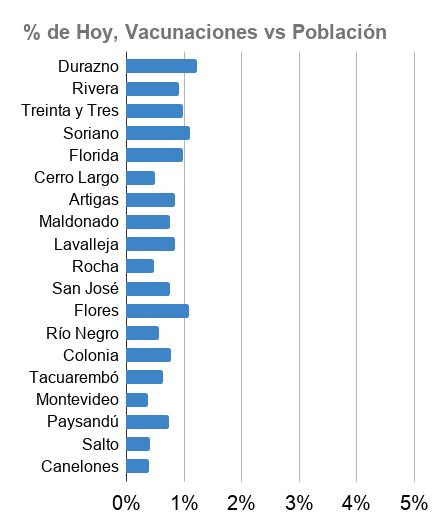 % de Hoy, Vacunaciones vs Población
Durazno
Rivera
Treinta y Tres
Soriano
Florida
Cerro Largo
Artigas
Maldonado
Lavalleja
Rocha
San José
Flores
Río Negro
Colonia
Tacuarembó
Montevideo
Paysandú
Salto
Canelones
0% 1% 2% 3% 4% 5%